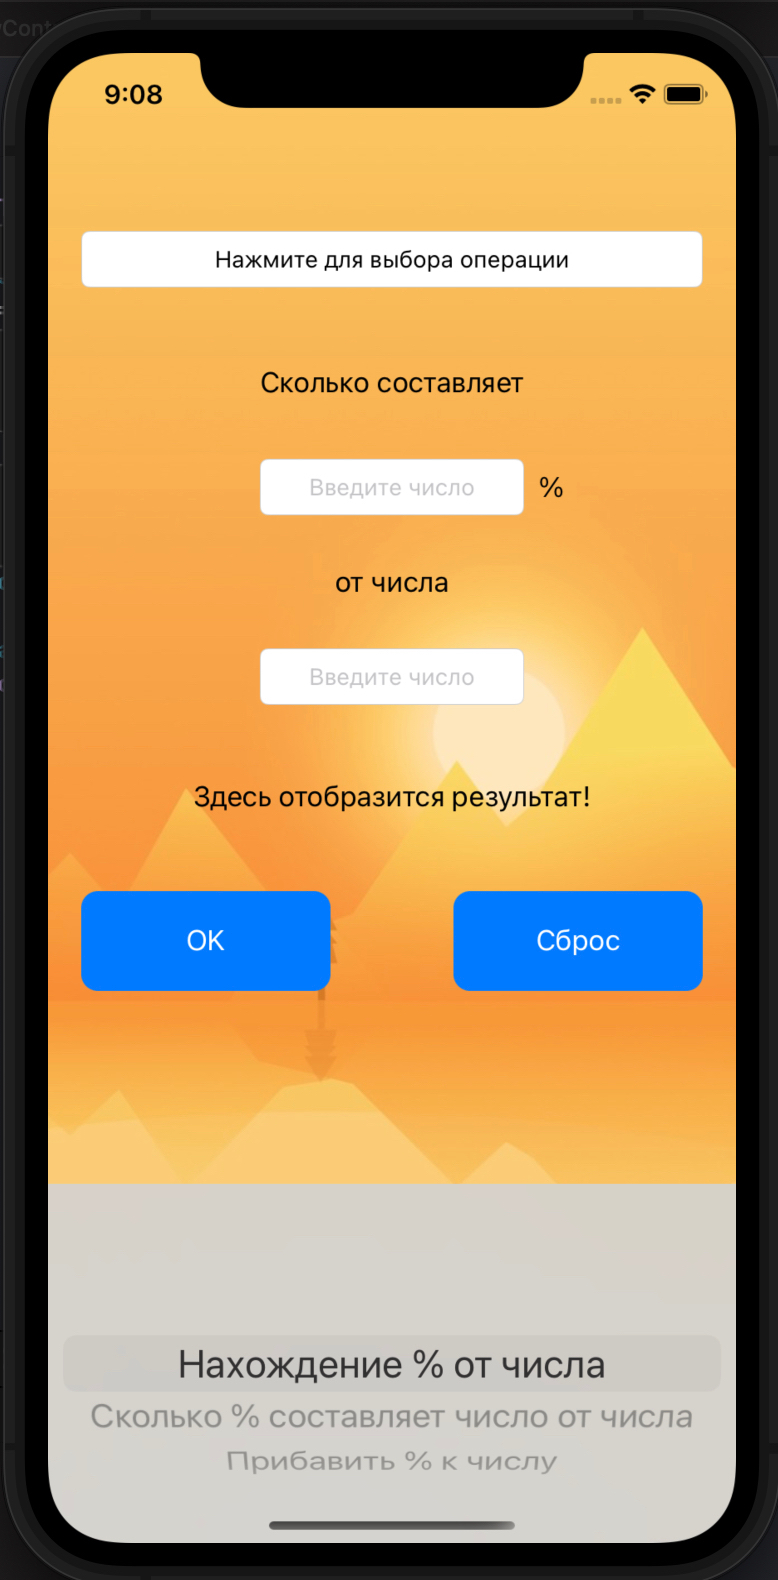 Cont
9:08
Нажмите для выбора операции
Сколько составляет
Введите число %
от числа
Введите число
Здесь отобразится результат!
OK Сброс
Нахождение % от числа
Сколько % составляет число от числа
Прибавить % к числу